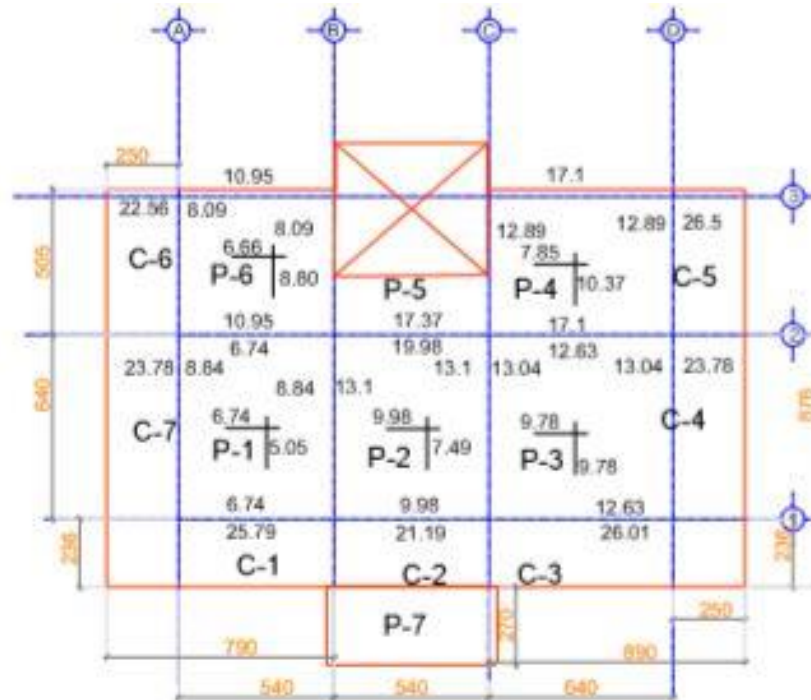 A B C D
250
10.95 17.1
3
22.56 8.09
8.09 12.89 12.89 26.5
6.66 7.85
C-6 P-6 8.80 P-5 P-4 10.37 C-5
505
10.95 17.37 17.1
2
6.74 19.98 12.63
23.78 8.84 13.1 13.04 13.04 23.78
8.84 13.1
640 876
6.74 9.98 9.78
C-7 P-1 5.05 P-2 7.49 P-3 9.78 C-4
6.74 9.98 12.63
1
25.79 21.19 26.01
236 C-1 C-2 C-3 236
P-7 270 250
790 890
540 540 640